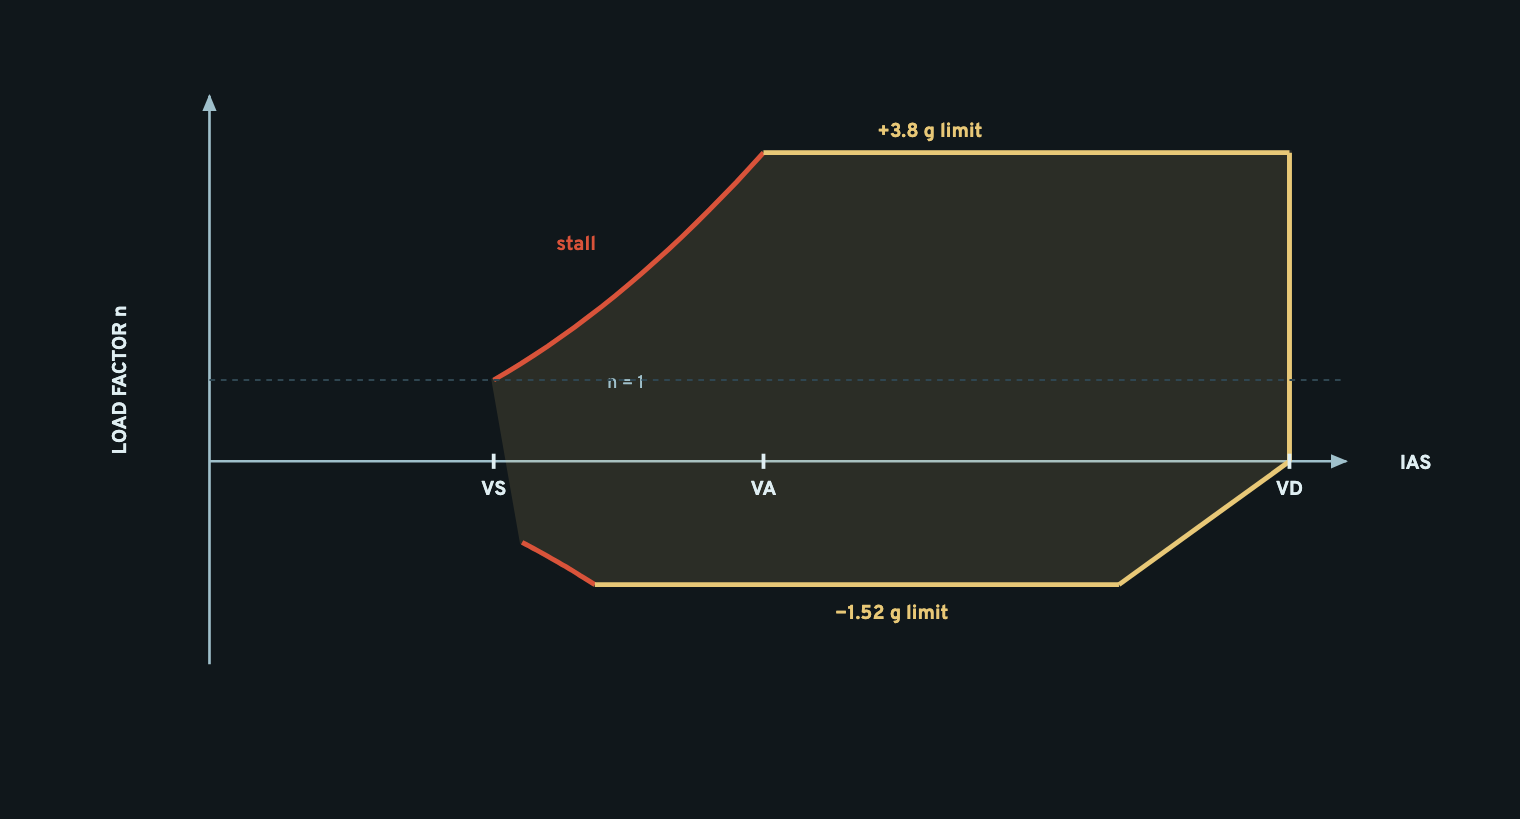 +3.8 g limit
stall
LOAD FACTOR n
n = 1
IAS
VS
VA
VD
−1.52 g limit